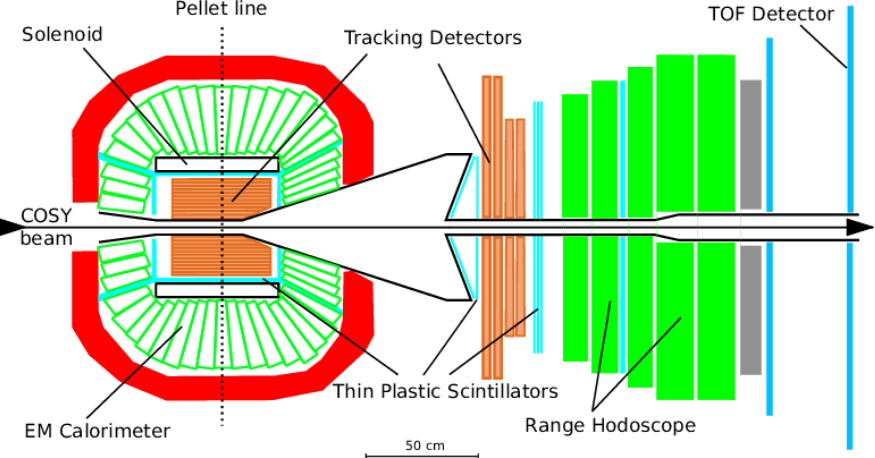 Pellet line
TOF Detector
Solenoid
Tracking Detectors
COSY
beam
Thin Plastic Scintillators
EM Calorimeter
Range Hodoscope
50 cm